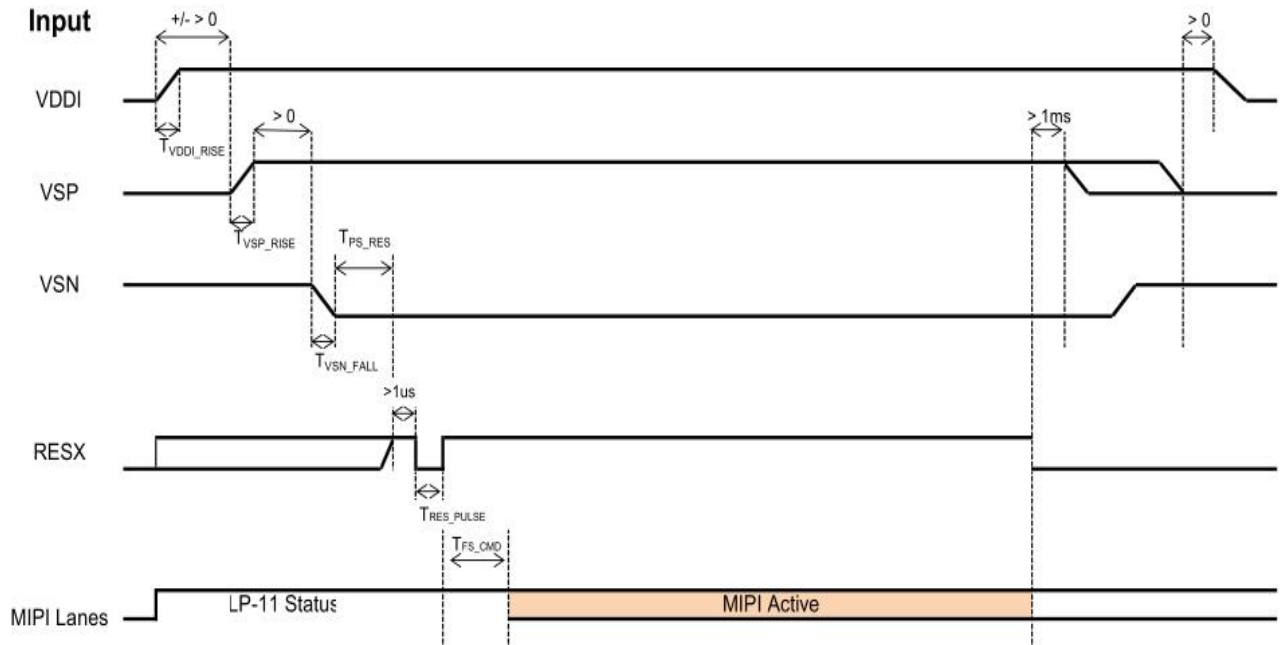 Input
+/- > 0
> 0
VDDI
> 0
> 1ms
TVDDI_RISE
VSP
TVSP_RISE
TPS_RES
VSN
TVSN_FALL
>1us
RESX
TRES_PULSE
TFS_CMD
LP-11 Status
MIPI Active
MIPI Lanes